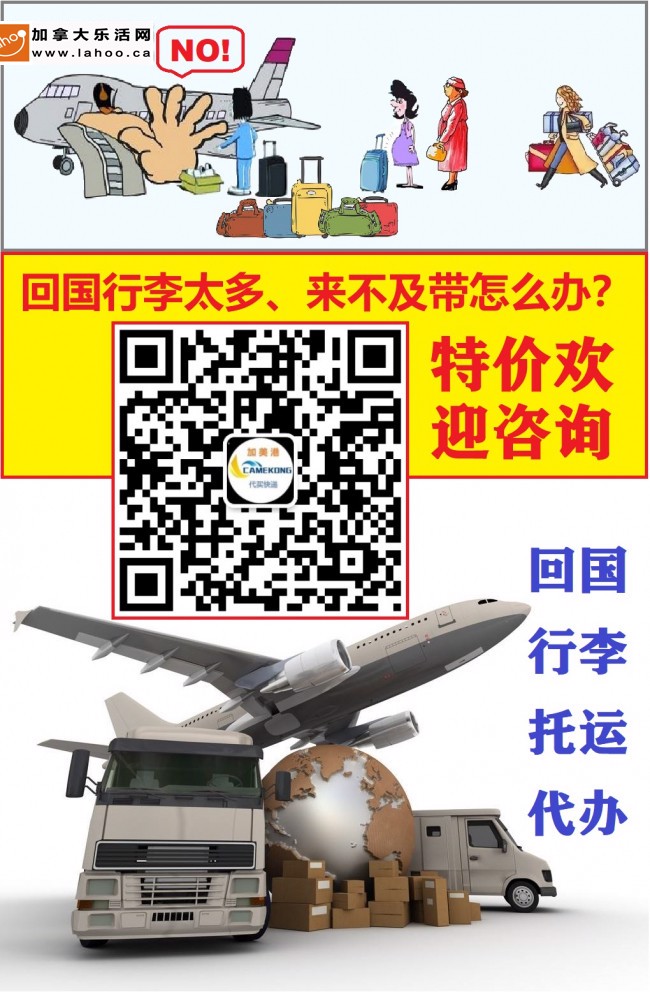 加拿大乐活网
www.lahoo.ca
NO!
回国行李太多、来不及带怎么办？
特价欢
迎咨询
加美港
CAMEKONG
代买快递
回国
行李
托运
代办